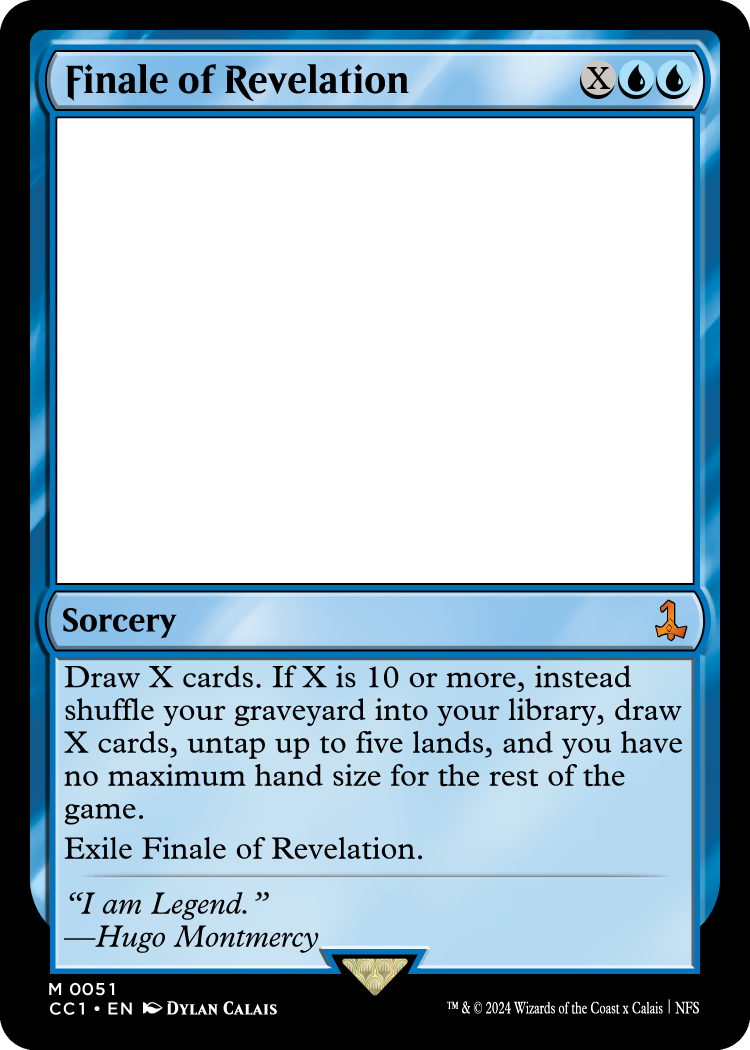 Finale of Revelation X
Sorcery
Draw X cards. If X is 10 or more, instead
shuffle your graveyard into your library, draw
X cards, untap up to five lands, and you have
no maximum hand size for the rest of the
game.
Exile Finale of Revelation.
“I am Legend.”
—Hugo Montmercy
M 0051
CC1 • EN DYLAN CALAIS
™ & © 2024 Wizards of the Coast x Calais | NFS